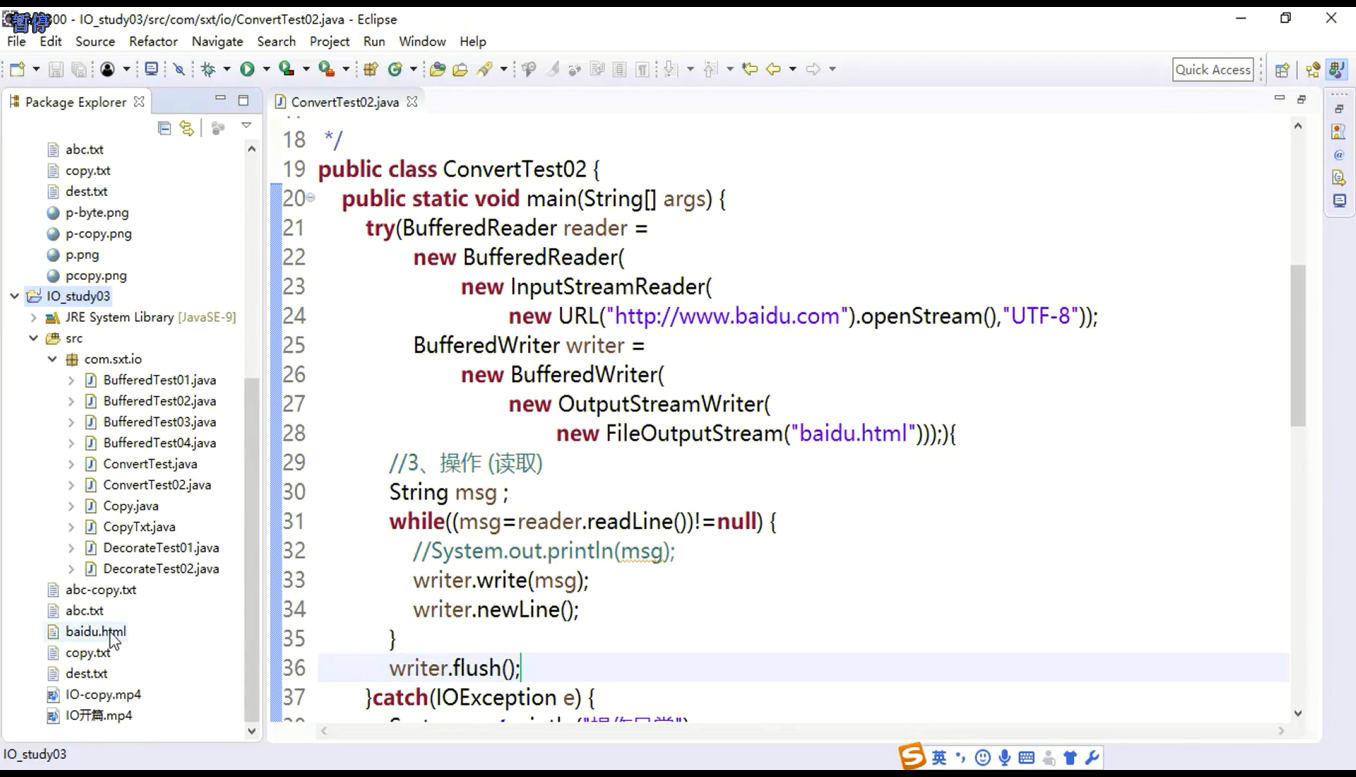 暂停
00 - IO_study03/src/com/sxt/io/ConvertTest02.java - Eclipse
File Edit Source Refactor Navigate Search Project Run Window Help
Quick Access
Package Explorer
ConvertTest02.java
abc.txt
copy.txt
dest.txt
p-byte.png
p-copy.png
p.png
pcopy.png
IO_study03
JRE System Library [JavaSE-9]
src
com.sxt.io
BufferedTest01.java
BufferedTest02.java
BufferedTest03.java
BufferedTest04.java
ConvertTest.java
ConvertTest02.java
Copy.java
CopyTxt.java
DecorateTest01.java
DecorateTest02.java
abc-copy.txt
abc.txt
baidu.html
copy.txt
dest.txt
IO-copy.mp4
IO开篇.mp4
18 */
19 public class ConvertTest02 {
20 public static void main(String[] args) {
21 try(BufferedReader reader =
22 new BufferedReader(
23 new InputStreamReader(
24 new URL("http://www.baidu.com").openStream(),"UTF-8"));
25 BufferedWriter writer =
26 new BufferedWriter(
27 new OutputStreamWriter(
28 new FileOutputStream("baidu.html")));){
29 //3、操作 (读取)
30 String msg ;
31 while((msg=reader.readLine())!=null) {
32 //System.out.println(msg);
33 writer.write(msg);
34 writer.newLine();
35 }
36 writer.flush();
37 }catch(IOException e) {
IO_study03
英